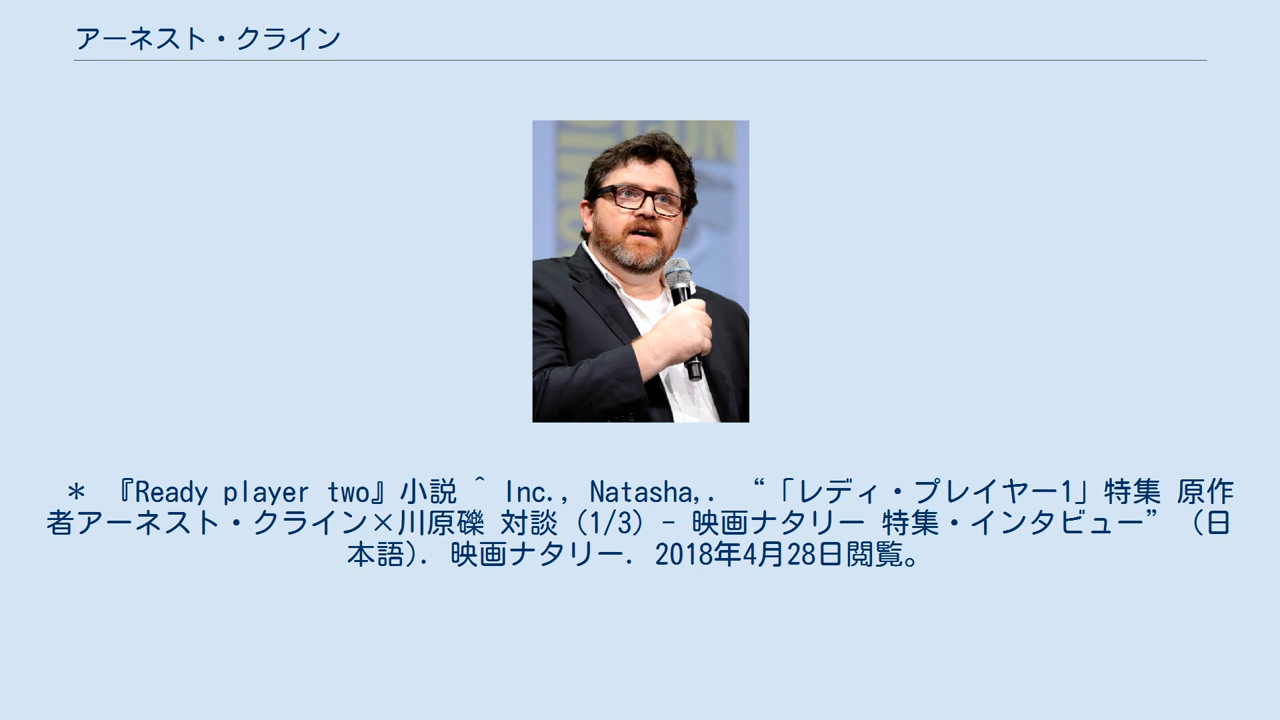 アーネスト・クライン
* 『Ready player two』小説 ^ Inc., Natasha,. “「レディ・プレイヤー1」特集 原作
者アーネスト・クライン×川原礫 対談 (1/3) - 映画ナタリー 特集・インタビュー” (日
本語). 映画ナタリー. 2018年4月28日閲覧。